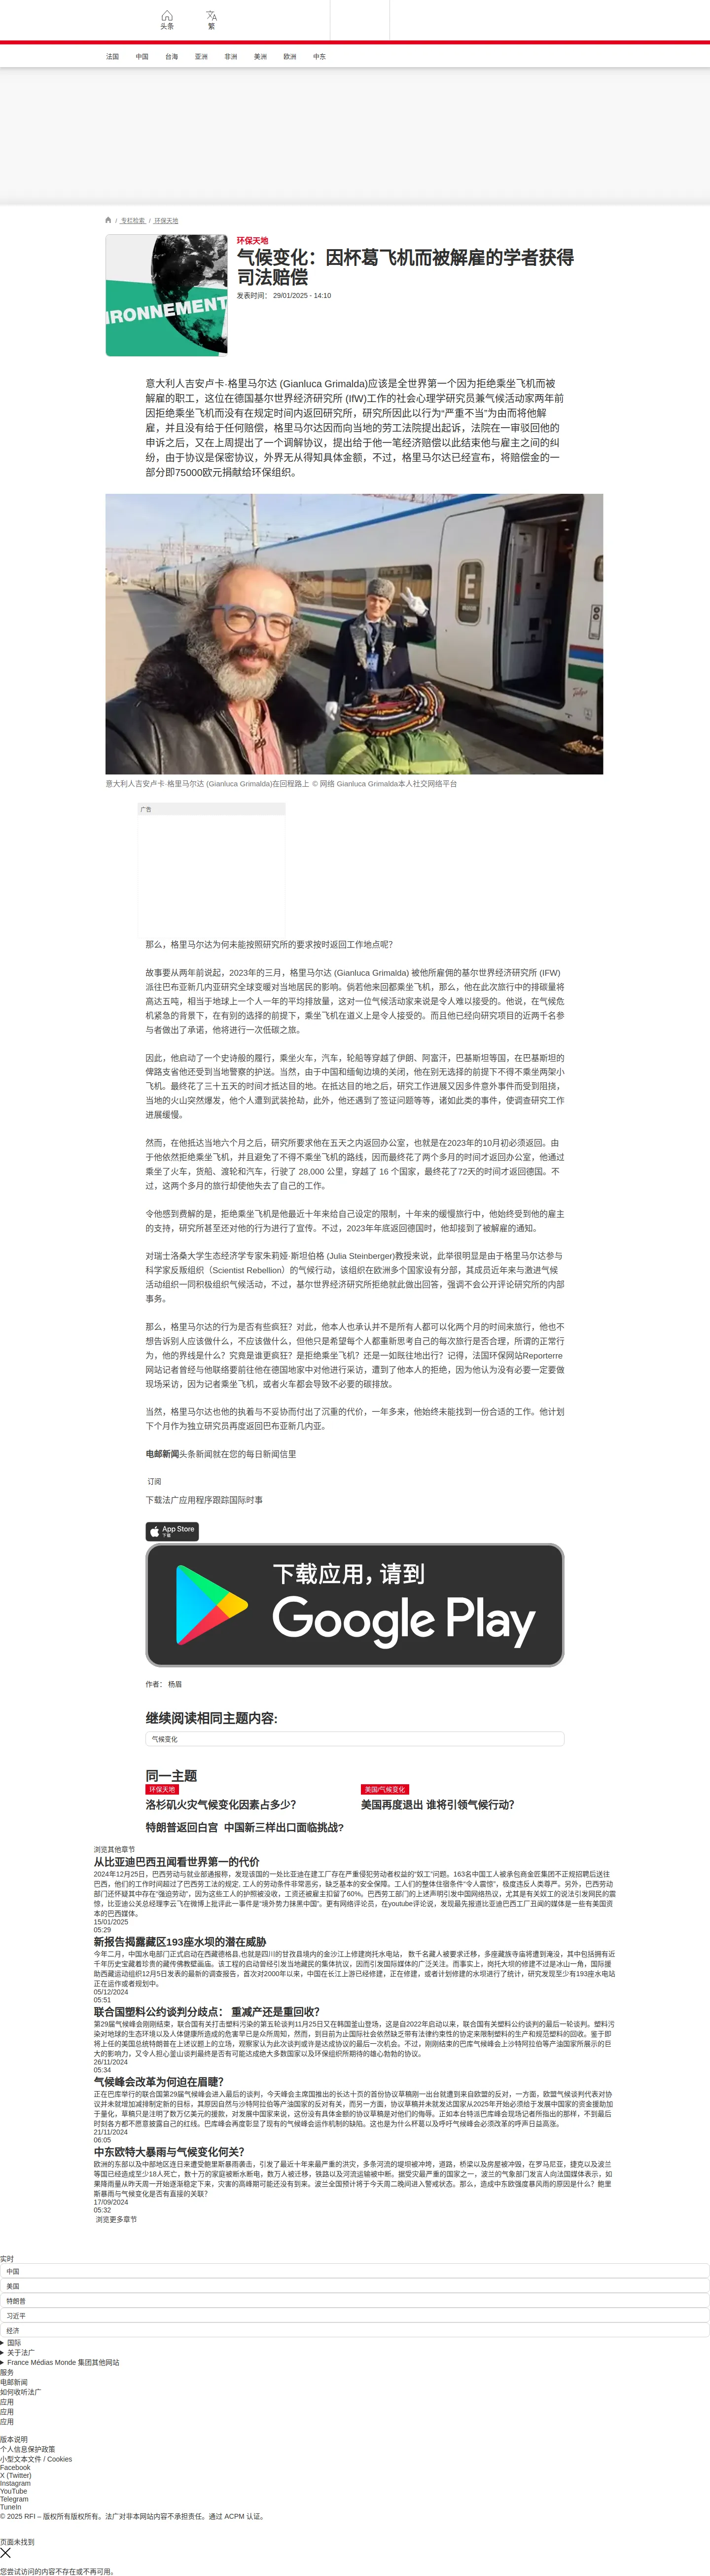 头条
繁
法国
中国
台海
亚洲
非洲
美洲
欧洲
中东
/ 专栏检索 / 环保天地
IRONNEMENT
环保天地
气候变化：因杯葛飞机而被解雇的学者获得
司法赔偿
发表时间： 29/01/2025 - 14:10
意大利人吉安卢卡·格里马尔达 (Gianluca Grimalda)应该是全世界第一个因为拒绝乘坐飞机而被
解雇的职工，这位在德国基尔世界经济研究所 (IfW)工作的社会心理学研究员兼气候活动家两年前
因拒绝乘坐飞机而没有在规定时间内返回研究所，研究所因此以行为“严重不当”为由而将他解
雇，并且没有给于任何赔偿，格里马尔达因而向当地的劳工法院提出起诉，法院在一审驳回他的
申诉之后，又在上周提出了一个调解协议，提出给于他一笔经济赔偿以此结束他与雇主之间的纠
纷，由于协议是保密协议，外界无从得知具体金额，不过，格里马尔达已经宣布，将赔偿金的一
部分即75000欧元捐献给环保组织。
E
意大利人吉安卢卡·格里马尔达 (Gianluca Grimalda)在回程路上 © 网络 Gianluca Grimalda本人社交网络平台
广告
那么，格里马尔达为何未能按照研究所的要求按时返回工作地点呢？
故事要从两年前说起，2023年的三月，格里马尔达 (Gianluca Grimalda) 被他所雇佣的基尔世界经济研究所 (IFW)
派往巴布亚新几内亚研究全球变暖对当地居民的影响。倘若他来回都乘坐飞机，那么，他在此次旅行中的排碳量将
高达五吨，相当于地球上一个人一年的平均排放量，这对一位气候活动家来说是令人难以接受的。他说，在气候危
机紧急的背景下，在有别的选择的前提下，乘坐飞机在道义上是令人接受的。而且他已经向研究项目的近两千名参
与者做出了承诺，他将进行一次低碳之旅。
因此，他启动了一个史诗般的履行，乘坐火车，汽车，轮船等穿越了伊朗、阿富汗，巴基斯坦等国，在巴基斯坦的
俾路支省他还受到当地警察的护送。当然，由于中国和缅甸边境的关闭，他在别无选择的前提下不得不乘坐两架小
飞机。最终花了三十五天的时间才抵达目的地。在抵达目的地之后，研究工作进展又因多件意外事件而受到阻挠，
当地的火山突然爆发，他个人遭到武装抢劫，此外，他还遇到了签证问题等等，诸如此类的事件，使调查研究工作
进展缓慢。
然而，在他抵达当地六个月之后，研究所要求他在五天之内返回办公室，也就是在2023年的10月初必须返回。由
于他依然拒绝乘坐飞机，并且避免了不得不乘坐飞机的路线，因而最终花了两个多月的时间才返回办公室，他通过
乘坐了火车，货船、渡轮和汽车，行驶了 28,000 公里，穿越了 16 个国家，最终花了72天的时间才返回德国。不
过，这两个多月的旅行却使他失去了自己的工作。
令他感到费解的是，拒绝乘坐飞机是他最近十年来给自己设定的限制，十年来的缓慢旅行中，他始终受到他的雇主
的支持，研究所甚至还对他的行为进行了宣传。不过，2023年年底返回德国时，他却接到了被解雇的通知。
对瑞士洛桑大学生态经济学专家朱莉娅·斯坦伯格 (Julia Steinberger)教授来说，此举很明显是由于格里马尔达参与
科学家反叛组织（Scientist Rebellion）的气候行动，该组织在欧洲多个国家设有分部，其成员近年来与激进气候
活动组织一同积极组织气候活动，不过，基尔世界经济研究所拒绝就此做出回答，强调不会公开评论研究所的内部
事务。
那么，格里马尔达的行为是否有些疯狂？对此，他本人也承认并不是所有人都可以化两个月的时间来旅行，他也不
想告诉别人应该做什么，不应该做什么，但他只是希望每个人都重新思考自己的每次旅行是否合理，所谓的正常行
为，他的界线是什么？究竟是谁更疯狂？是拒绝乘坐飞机？还是一如既往地出行？记得，法国环保网站Reporterre
网站记者曾经与他联络要前往他在德国地家中对他进行采访，遭到了他本人的拒绝，因为他认为没有必要一定要做
现场采访，因为记者乘坐飞机，或者火车都会导致不必要的碳排放。
当然，格里马尔达也他的执着与不妥协而付出了沉重的代价，一年多来，他始终未能找到一份合适的工作。他计划
下个月作为独立研究员再度返回巴布亚新几内亚。
电邮新闻头条新闻就在您的每日新闻信里
订阅
下载法广应用程序跟踪国际时事
App Store
下载
下载应用，请到
Google Play
作者： 杨眉
继续阅读相同主题内容:
气候变化
同一主题
环保天地
洛杉矶火灾气候变化因素占多少？
美国/气候变化
美国再度退出 谁将引领气候行动？
特朗普返回白宫 中国新三样出口面临挑战?
浏览其他章节
从比亚迪巴西丑闻看世界第一的代价
2024年12月25日，巴西劳动与就业部通报称，发现该国的一处比亚迪在建工厂存在严重侵犯劳动者权益的“奴工”问题。163名中国工人被承包商金匠集团不正规招聘后送往
巴西，他们的工作时间超过了巴西劳工法的规定, 工人的劳动条件非常恶劣，缺乏基本的安全保障。工人们的整体住宿条件“令人震惊”，极度违反人类尊严。另外，巴西劳动
部门还怀疑其中存在“强迫劳动”，因为这些工人的护照被没收，工资还被雇主扣留了60%。巴西劳工部门的上述声明引发中国网络热议，尤其是有关奴工的说法引发网民的震
惊，比亚迪公关总经理李云飞在微博上批评此一事件是“境外势力抹黑中国”。更有网络评论员，在youtube评论说，发现最先报道比亚迪巴西工厂丑闻的媒体是一些有美国资
本的巴西媒体。
15/01/2025
05:29
新报告揭露藏区193座水坝的潜在威胁
今年二月，中国水电部门正式启动在西藏德格县,也就是四川的甘孜县境内的金沙江上修建岗托水电站， 数千名藏人被要求迁移，多座藏族寺庙将遭到淹没，其中包括拥有近
千年历史宝藏着珍贵的藏传佛教壁画庙。该工程的启动曾经引发当地藏民的集体抗议，因而引发国际媒体的广泛关注。而事实上，岗托大坝的修建不过是冰山一角，国际援
助西藏运动组织12月5日发表的最新的调查报告，首次对2000年以来，中国在长江上游已经修建，正在修建，或者计划修建的水坝进行了统计，研究发现至少有193座水电站
正在运作或者规划中。
05/12/2024
05:51
联合国塑料公约谈判分歧点： 重减产还是重回收？
第29届气候峰会刚刚结束，联合国有关打击塑料污染的第五轮谈判11月25日又在韩国釜山登场，这是自2022年启动以来，联合国有关塑料公约谈判的最后一轮谈判。塑料污
染对地球的生态环境以及人体健康所造成的危害早已是众所周知，然而，到目前为止国际社会依然缺乏带有法律约束性的协定来限制塑料的生产和规范塑料的回收。鉴于即
将上任的美国总统特朗普在上述议题上的立场，观察家认为此次谈判或许是达成协议的最后一次机会。不过，刚刚结束的巴库气候峰会上沙特阿拉伯等产油国家所展示的巨
大的影响力，又令人担心釜山谈判最终是否有可能达成绝大多数国家以及环保组织所期待的雄心勃勃的协议。
26/11/2024
05:34
气候峰会改革为何迫在眉睫？
正在巴库举行的联合国第29届气候峰会进入最后的谈判，今天峰会主席国推出的长达十页的首份协议草稿刚一出台就遭到来自欧盟的反对，一方面，欧盟气候谈判代表对协
议并未就增加减排制定新的目标，其原因自然与沙特阿拉伯等产油国家的反对有关，而另一方面，协议草稿并未就发达国家从2025年开始必须给于发展中国家的资金援助加
于量化，草稿只是注明了数万亿美元的援款，对发展中国家来说，这份没有具体金额的协议草稿是对他们的侮辱。正如本台特派巴库峰会现场记者所指出的那样，不到最后
时刻各方都不愿意披露自己的红线。巴库峰会再度彰显了现有的气候峰会运作机制的缺陷。这也是为什么杯葛以及呼吁气候峰会必须改革的呼声日益高涨。
21/11/2024
06:05
中东欧特大暴雨与气候变化何关？
欧洲的东部以及中部地区连日来遭受鲍里斯暴雨袭击，引发了最近十年来最严重的洪灾，多条河流的堤坝被冲垮，道路，桥梁以及房屋被冲毁，在罗马尼亚，捷克以及波兰
等国已经造成至少18人死亡，数十万的家庭被断水断电，数万人被迁移，铁路以及河流运输被中断。据受灾最严重的国家之一，波兰的气象部门发言人向法国媒体表示，如
果降雨量从昨天周一开始逐渐稳定下来，灾害的高峰期可能还没有到来。波兰全国预计将于今天周二晚间进入警戒状态。那么，造成中东欧强度暴风雨的原因是什么？鲍里
斯暴雨与气候变化是否有直接的关联？
17/09/2024
05:32
浏览更多章节
实时
中国
美国
特朗普
习近平
经济
国际
关于法广
France Médias Monde 集团其他网站
服务
电邮新闻
如何收听法广
应用
应用
应用
版本说明
个人信息保护政策
小型文本文件 / Cookies
Facebook
X (Twitter)
Instagram
YouTube
Telegram
TuneIn
© 2025 RFI – 版权所有版权所有。法广对非本网站内容不承担责任。通过 ACPM 认证。
页面未找到
您尝试访问的内容不存在或不再可用。